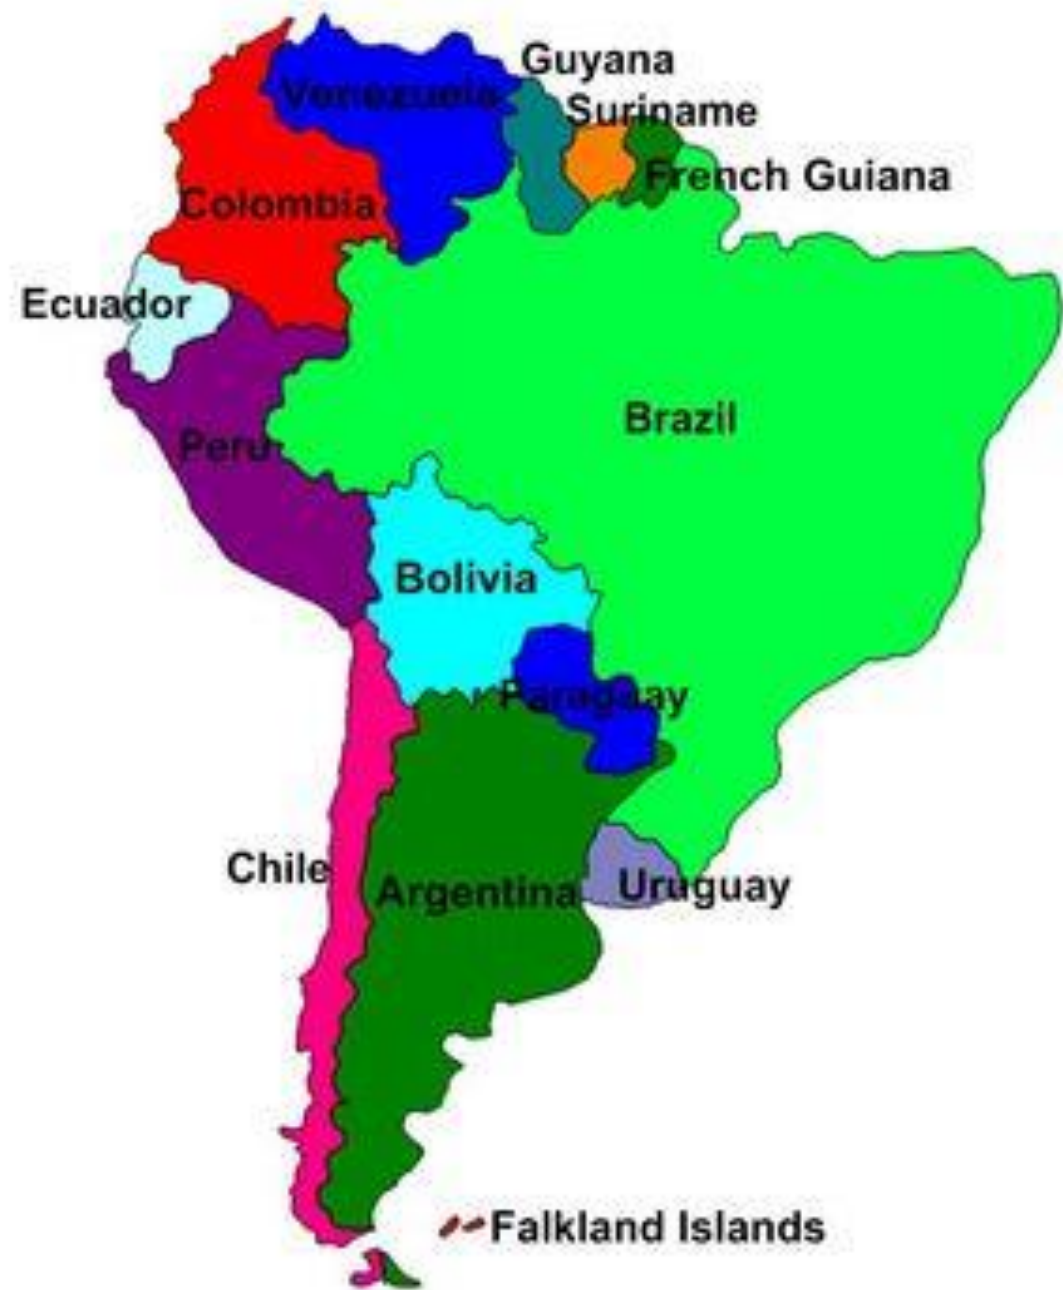 Guyana
Venezuela
Suriname
French Guiana
Colombia
Ecuador
Brazil
Peru
Bolivia
Paraguay
Chile
Argentina
Uruguay
Falkland Islands